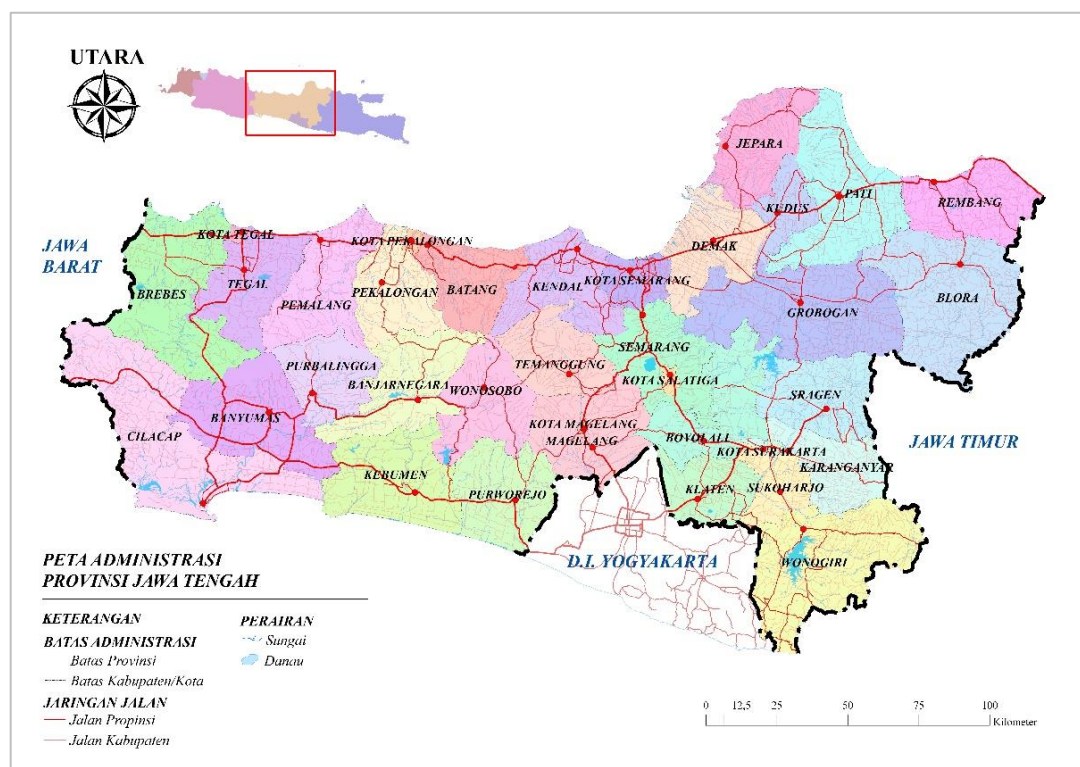 UTARA
JEPARA
KUDUS
PATI
REMBANG
JAWA
BARAT
KOTA TEGAL
KOTA PEKALONGAN
DEMAK
BREBES
TEGAL
PEMALANG
PEKALONGAN
BATANG
KENDAL
KOTA SEMARANG
GROBOGAN
BLORA
PURBALINGGA
BANJARNEGARA
WONOSOBO
TEMANGGUNG
SEMARANG
KOTA SALATIGA
SRAGEN
CILACAP
BANYUMAS
KOTA MAGELANG
MAGELANG
BOYOLALI
KOTA SURAKARTA
JAWA TIMUR
KEBUMEN
PURWOREJO
KLATEN
SUKOHARJO
KARANGANYAR
D.I. YOGYAKARTA
WONOGIRI
PETA ADMINISTRASI
PROVINSI JAWA TENGAH
KETERANGAN
BATAS ADMINISTRASI
Batas Provinsi
Batas Kabupaten/Kota
JARINGAN JALAN
Jalan Propinsi
Jalan Kabupaten
PERAIRAN
Sungai
Danau
0 12,5 25 50 75 100
Kilometer